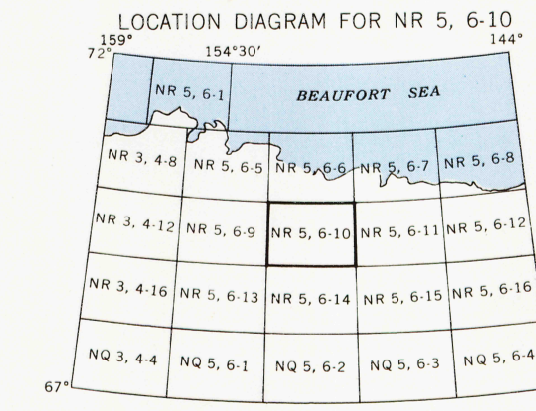 LOCATION DIAGRAM FOR NR 5, 6-10
159° 144°
72° 154°30′
NR 5, 6-1 BEAUFORT SEA
NR 3, 4-8 NR 5, 6-5 NR 5, 6-6 NR 5, 6-7 NR 5, 6-8
NR 3, 4-12 NR 5, 6-9 NR 5, 6-10 NR 5, 6-11 NR 5, 6-12
NR 3, 4-16 NR 5, 6-13 NR 5, 6-14 NR 5, 6-15 NR 5, 6-16
NQ 3, 4-4 NQ 5, 6-1 NQ 5, 6-2 NQ 5, 6-3 NQ 5, 6-4
67°